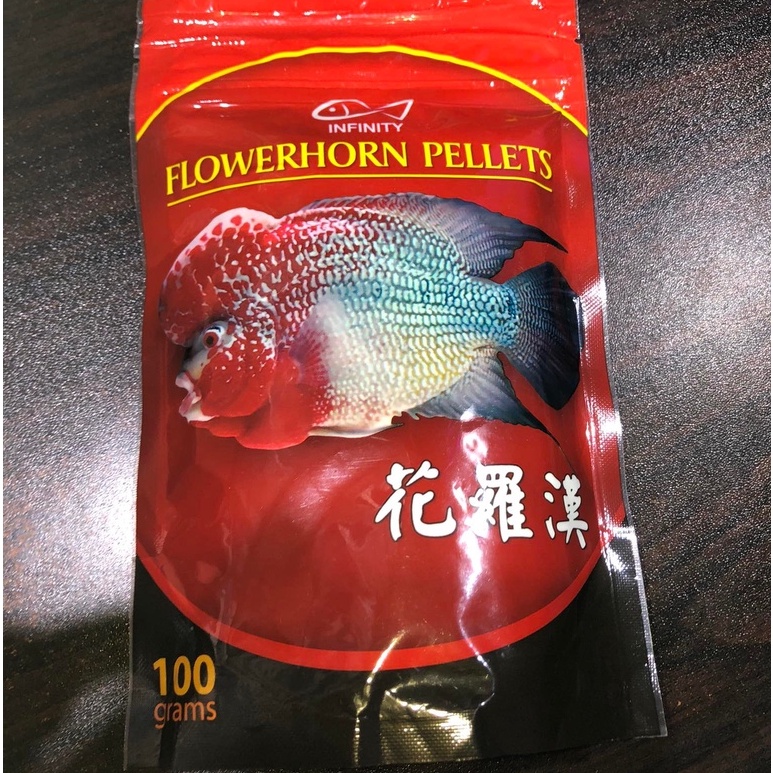 INFINITY
FLOWERHORN PELLETS
花羅漢
100
grams